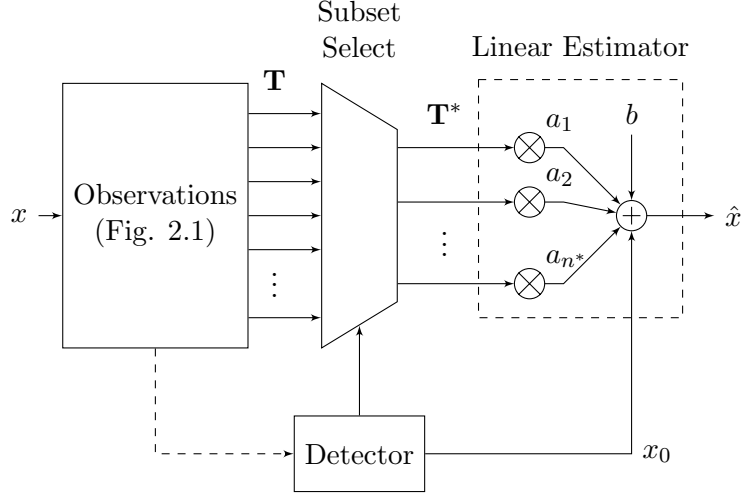 Subset
Select
Linear Estimator
T
T*
a₁
b
a₂
x
Observations
(Fig. 2.1)
x̂
aₙ*
Detector
x₀